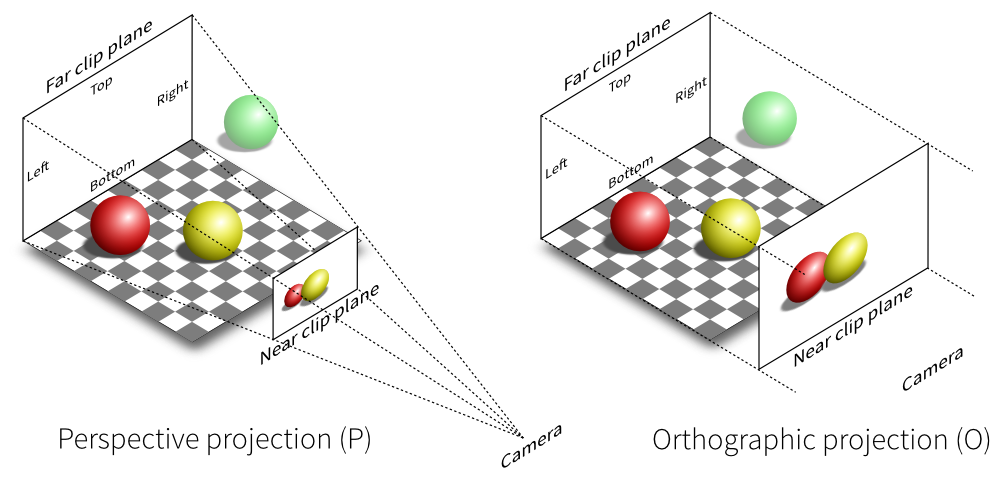 Far clip plane
Top
Right
Left
Bottom
Near clip plane
Camera
Perspective projection (P)
Far clip plane
Top
Right
Left
Bottom
Near clip plane
Camera
Orthographic projection (O)